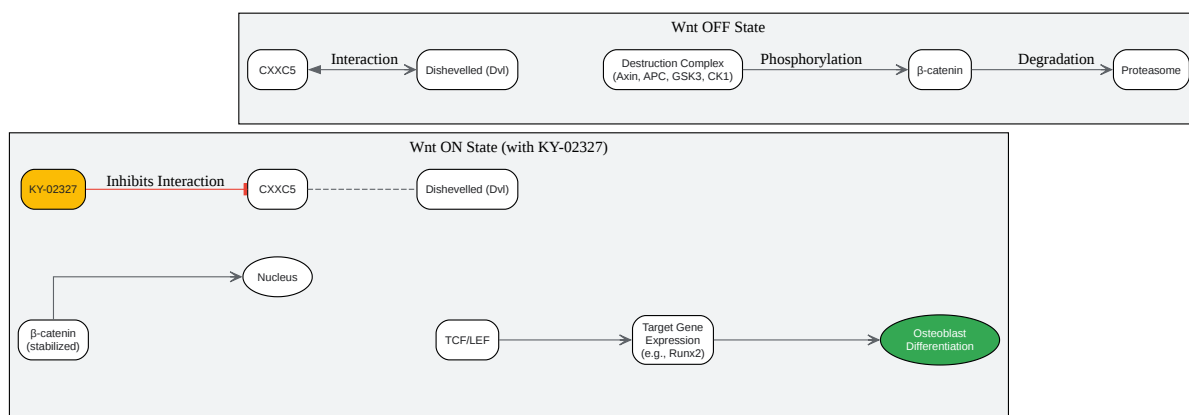 Wnt OFF State
CXXC5
Interaction
Dishevelled (Dvl)
Destruction Complex
(Axin, APC, GSK3, CK1)
Phosphorylation
β-catenin
Degradation
Proteasome
Wnt ON State (with KY-02327)
KY-02327
Inhibits Interaction
CXXC5
Dishevelled (Dvl)
Nucleus
β-catenin
(stabilized)
TCF/LEF
Target Gene
Expression
(e.g., Runx2)
Osteoblast
Differentiation